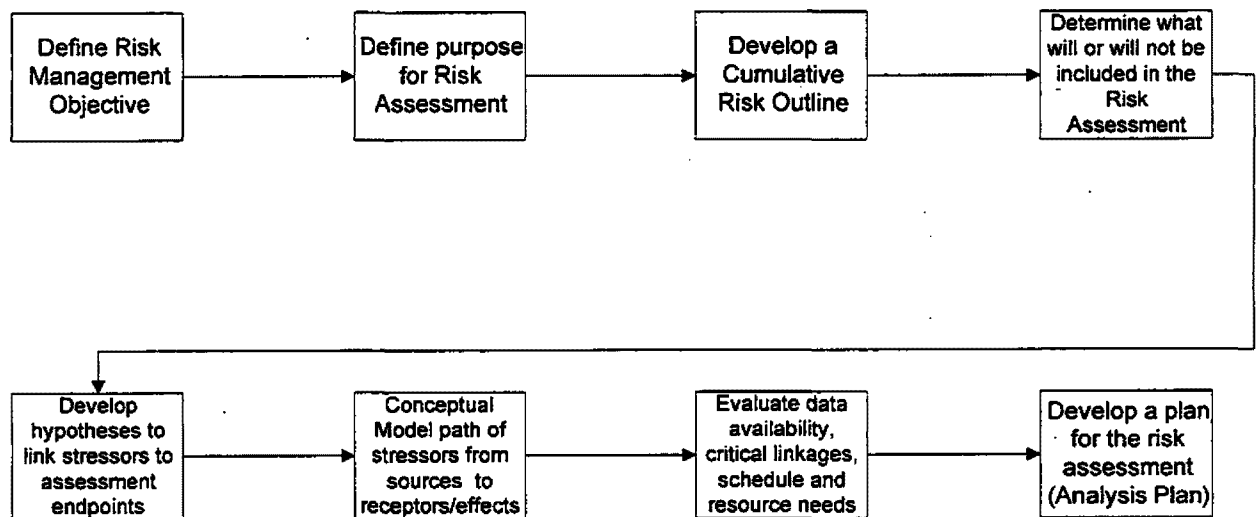 Define Risk
Management
Objective
Define purpose
for Risk
Assessment
Develop a
Cumulative
Risk Outline
Determine what
will or will not be
included in the
Risk
Assessment
Develop
hypotheses to
link stressors to
assessment
endpoints
Conceptual
Model path of
stressors from
sources to
receptors/effects
Evaluate data
availability,
critical linkages,
schedule and
resource needs
Develop a plan
for the risk
assessment
(Analysis Plan)